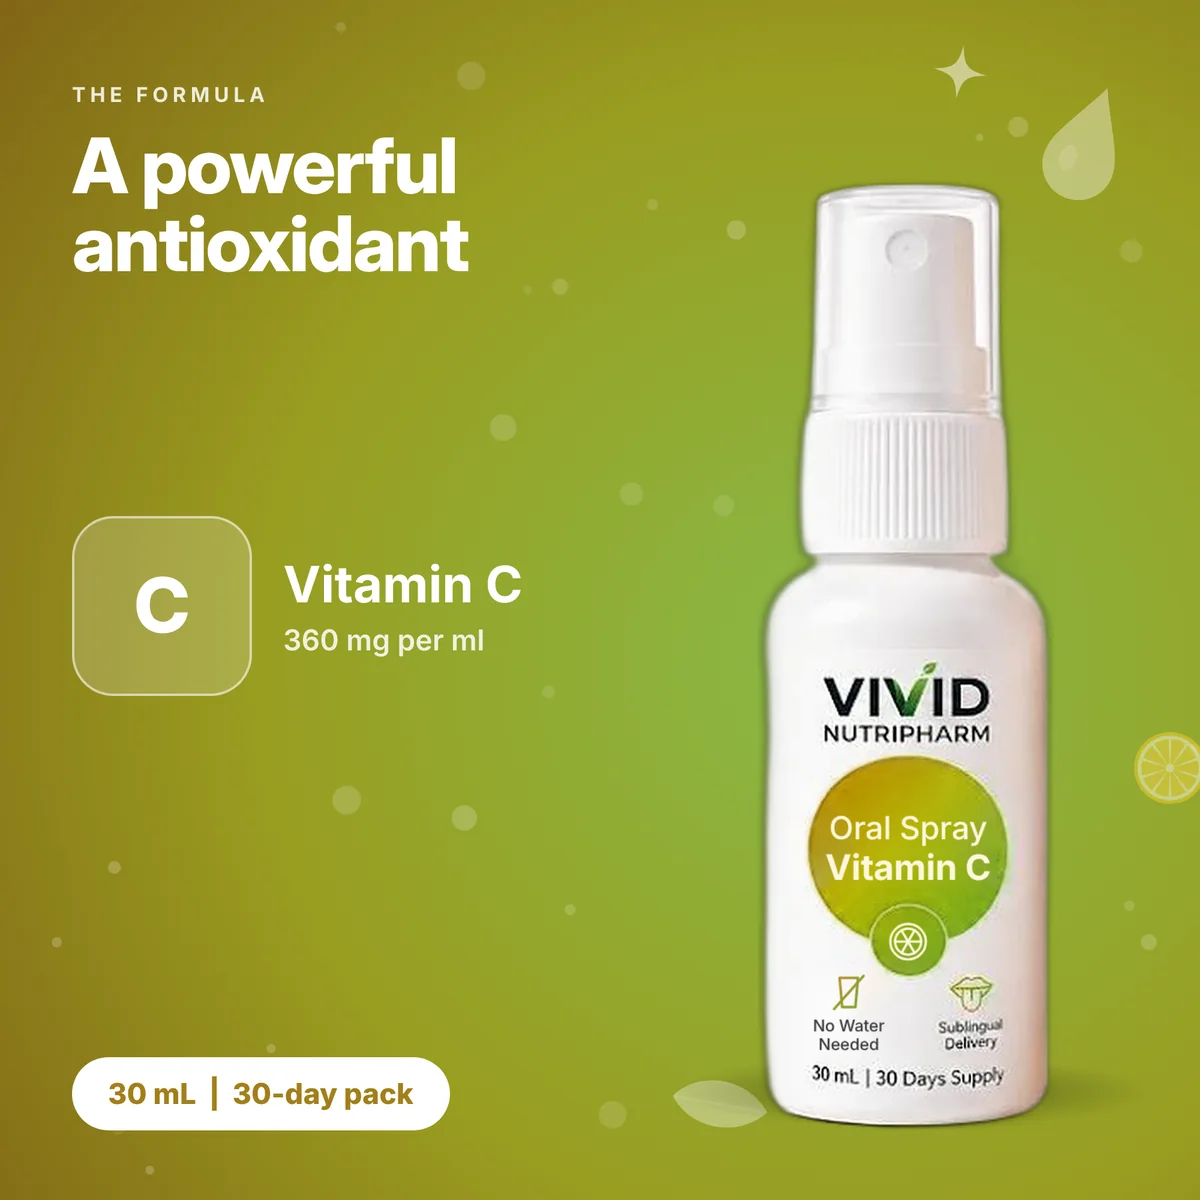 THE FORMULA
A powerful
antioxidant
C
Vitamin C
360 mg per ml
30 mL | 30-day pack
VIVID
NUTRIPHARM
Oral Spray
Vitamin C
No Water
Needed
Sublingual
Delivery
30 mL | 30 Days Supply